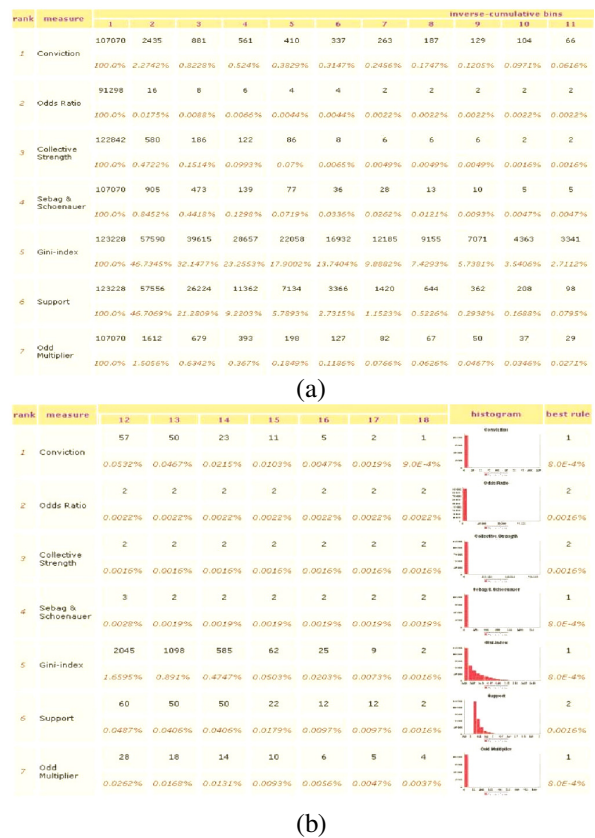 inverse-cumulative bins
rank measure 1 2 3 4 5 6 7 8 9 10 11
107070 2435 881 561 410 337 263 187 129 104 66
1 Conviction
100.0% 2.2742% 0.8228% 0.524% 0.3829% 0.3147% 0.2456% 0.1747% 0.1205% 0.0971% 0.0616%
91298 16 8 6 4 4 2 2 2 2 2
2 Odds Ratio
100.0% 0.0175% 0.0088% 0.0066% 0.0044% 0.0044% 0.0022% 0.0022% 0.0022% 0.0022% 0.0022%
122842 580 186 122 86 8 6 6 6 2 2
3 Collective Strength
100.0% 0.4722% 0.1514% 0.0993% 0.07% 0.0065% 0.0049% 0.0049% 0.0049% 0.0016% 0.0016%
107070 905 473 139 77 36 28 13 10 5 5
4 Sebag & Schoenauer
100.0% 0.8452% 0.4418% 0.1298% 0.0719% 0.0336% 0.0262% 0.0121% 0.0093% 0.0047% 0.0047%
123228 57590 39615 28657 22058 16932 12185 9155 7071 4363 3341
5 Gini-index
100.0% 46.7345% 32.1477% 23.2553% 17.9002% 13.7404% 9.8882% 7.4293% 5.7381% 3.5406% 2.7112%
123228 57556 26224 11362 7134 3366 1420 644 362 208 98
6 Support
100.0% 46.7069% 21.2809% 9.2203% 5.7893% 2.7315% 1.1523% 0.5226% 0.2938% 0.1688% 0.0795%
107070 1612 679 393 198 127 82 67 50 37 29
7 Odd Multiplier
100.0% 1.5056% 0.6342% 0.367% 0.1849% 0.1186% 0.0766% 0.0626% 0.0467% 0.0346% 0.0271%
(a)
rank measure 12 13 14 15 16 17 18 histogram best rule
57 50 23 11 5 2 1 Conviction 1
1 Conviction
0.0532% 0.0467% 0.0215% 0.0103% 0.0047% 0.0019% 9.0E-4% 8.0E-4%
2 2 2 2 2 2 2 Odds Ratio 2
2 Odds Ratio
0.0022% 0.0022% 0.0022% 0.0022% 0.0022% 0.0022% 0.0022% 0.0016%
2 2 2 2 2 2 2 Collective Strength 2
3 Collective Strength
0.0016% 0.0016% 0.0016% 0.0016% 0.0016% 0.0016% 0.0016% 0.0016%
3 2 2 2 2 2 2 Sebag & Schoenauer 1
4 Sebag & Schoenauer
0.0028% 0.0019% 0.0019% 0.0019% 0.0019% 0.0019% 0.0019% 8.0E-4%
2045 1098 585 62 25 9 2 1
5 Gini-index
1.6595% 0.891% 0.4747% 0.0503% 0.0203% 0.0073% 0.0016% 8.0E-4%
60 50 50 22 12 12 2 Support 2
6 Support
0.0487% 0.0406% 0.0406% 0.0179% 0.0097% 0.0097% 0.0016% 0.0016%
28 18 14 10 6 5 4 Odd Multiplier 1
7 Odd Multiplier
0.0262% 0.0168% 0.0131% 0.0093% 0.0056% 0.0047% 0.0037% 8.0E-4%
(b)